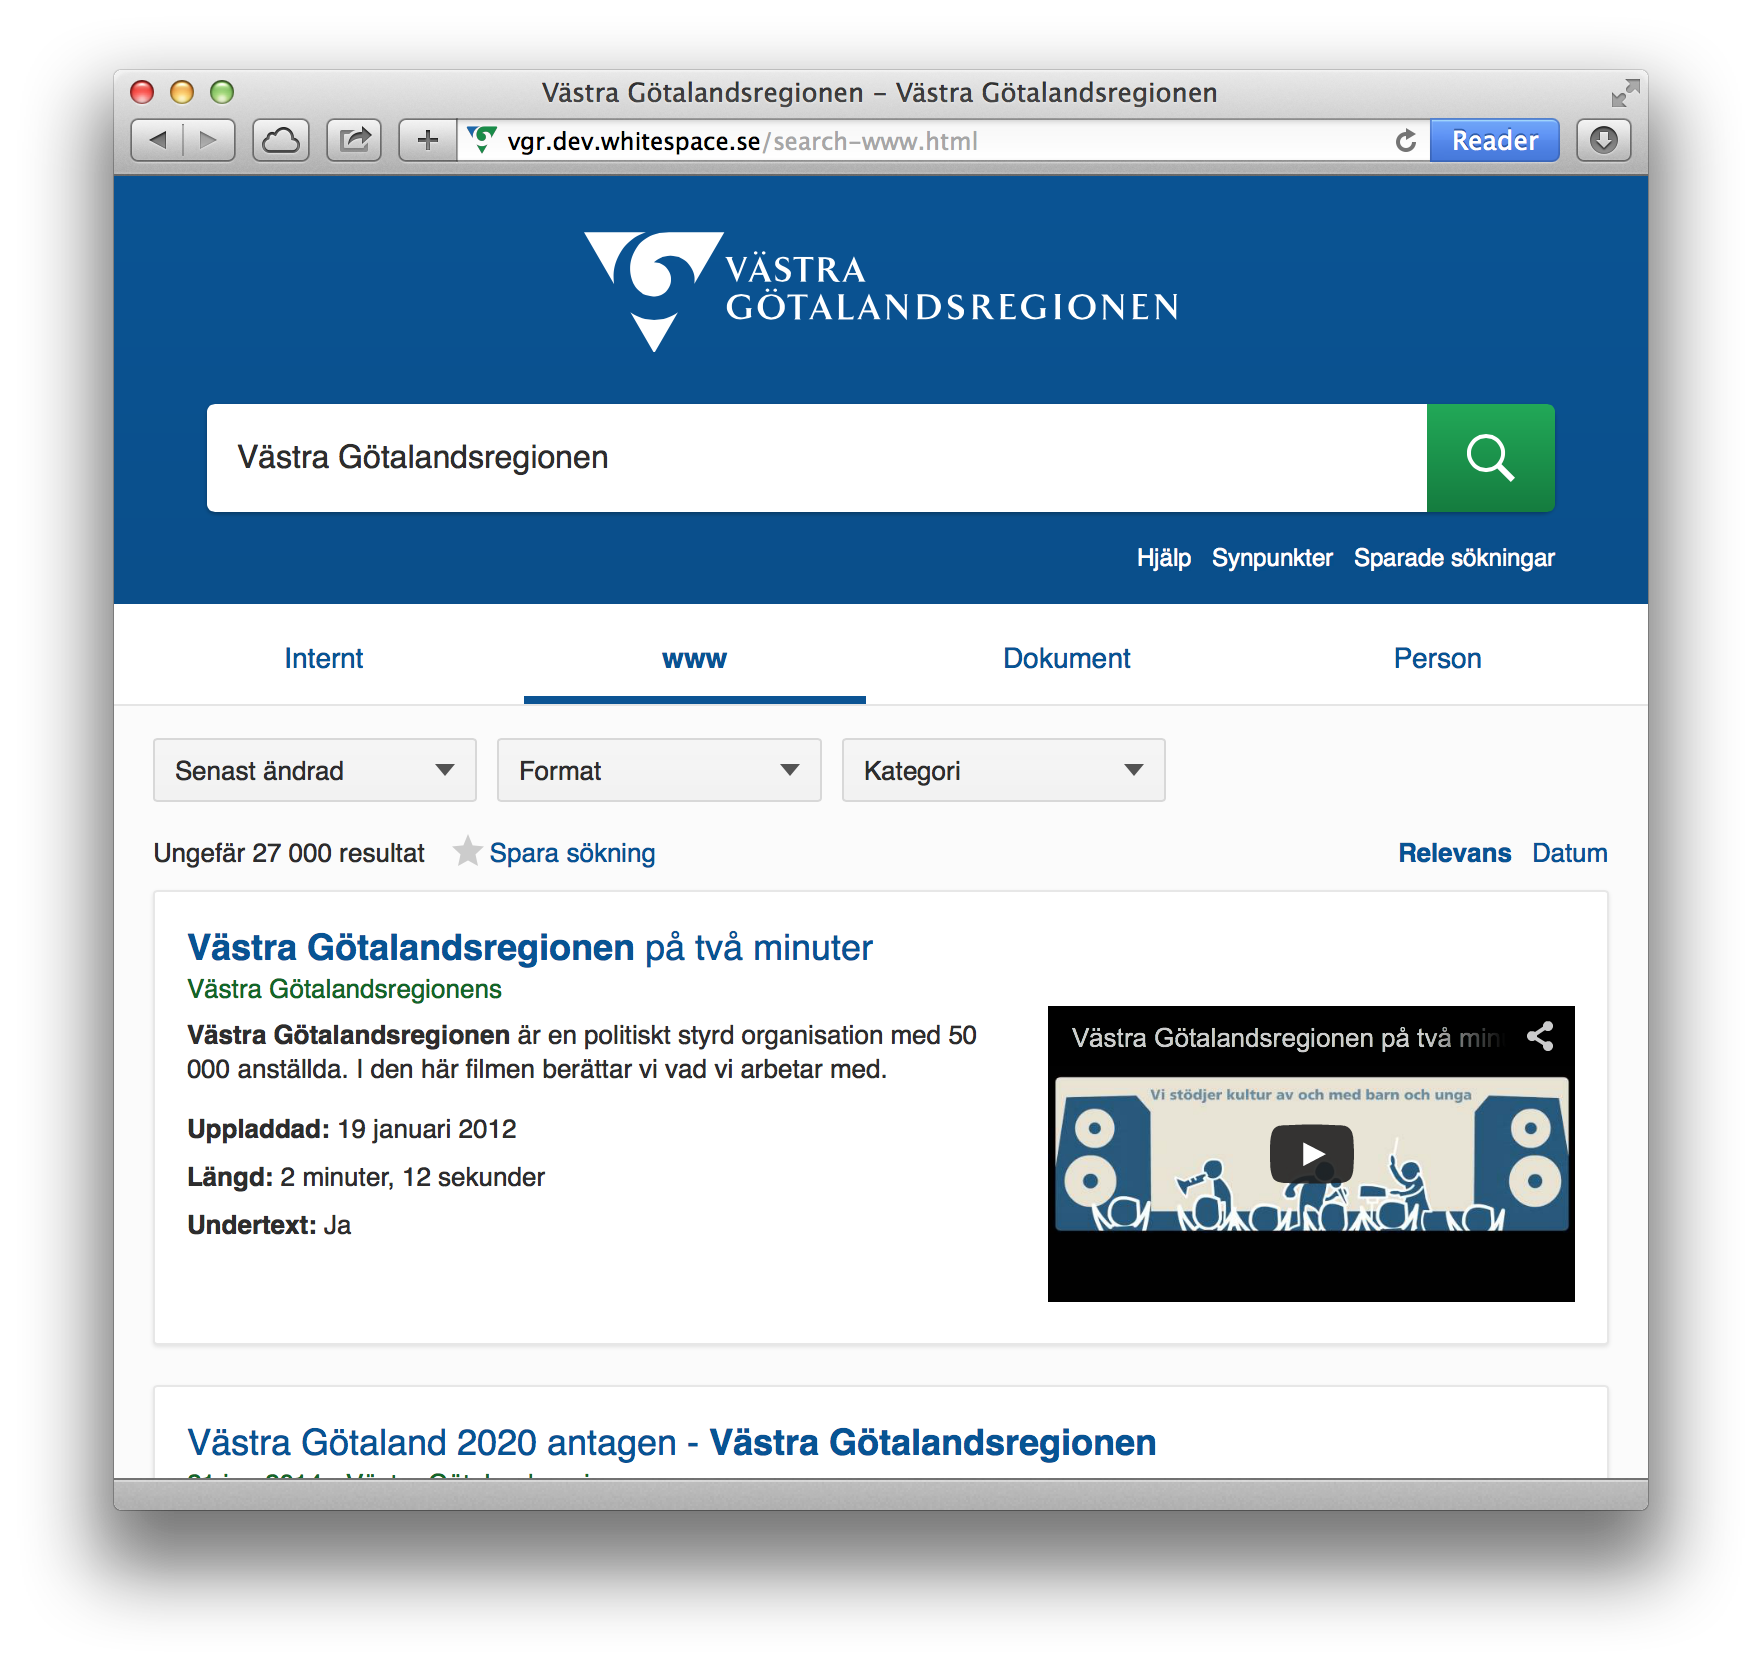 Västra Götalandsregionen – Västra Götalandsregionen
vgr.dev.whitespace.se/search-www.html
Reader
VÄSTRA
GÖTALANDSREGIONEN
Västra Götalandsregionen
Hjälp Synpunkter Sparade sökningar
Internt www Dokument Person
Senast ändrad Format Kategori
Ungefär 27 000 resultat Spara sökning Relevans Datum
Västra Götalandsregionen på två minuter
Västra Götalandsregionens
Västra Götalandsregionen är en politiskt styrd organisation med 50
000 anställda. I den här filmen berättar vi vad vi arbetar med.
Uppladdad: 19 januari 2012
Längd: 2 minuter, 12 sekunder
Undertext: Ja
Västra Götalandsregionen på två min
Vi stödjer kultur av och med barn och unga
Västra Götaland 2020 antagen - Västra Götalandsregionen